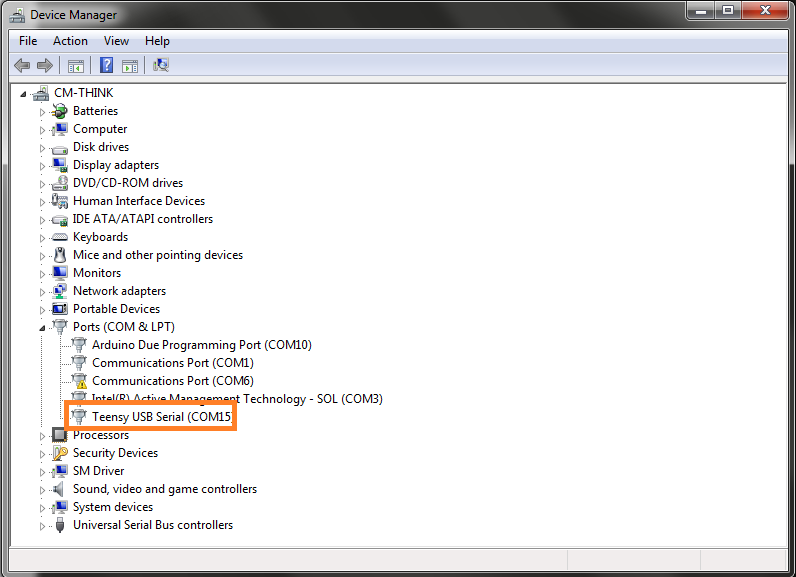 Device Manager
File Action View Help
CM-THINK
Batteries
Computer
Disk drives
Display adapters
DVD/CD-ROM drives
Human Interface Devices
IDE ATA/ATAPI controllers
Keyboards
Mice and other pointing devices
Monitors
Network adapters
Portable Devices
Ports (COM & LPT)
Arduino Due Programming Port (COM10)
Communications Port (COM1)
Communications Port (COM6)
Intel(R) Active Management Technology - SOL (COM3)
Teensy USB Serial (COM15
Processors
Security Devices
SM Driver
Sound, video and game controllers
System devices
Universal Serial Bus controllers